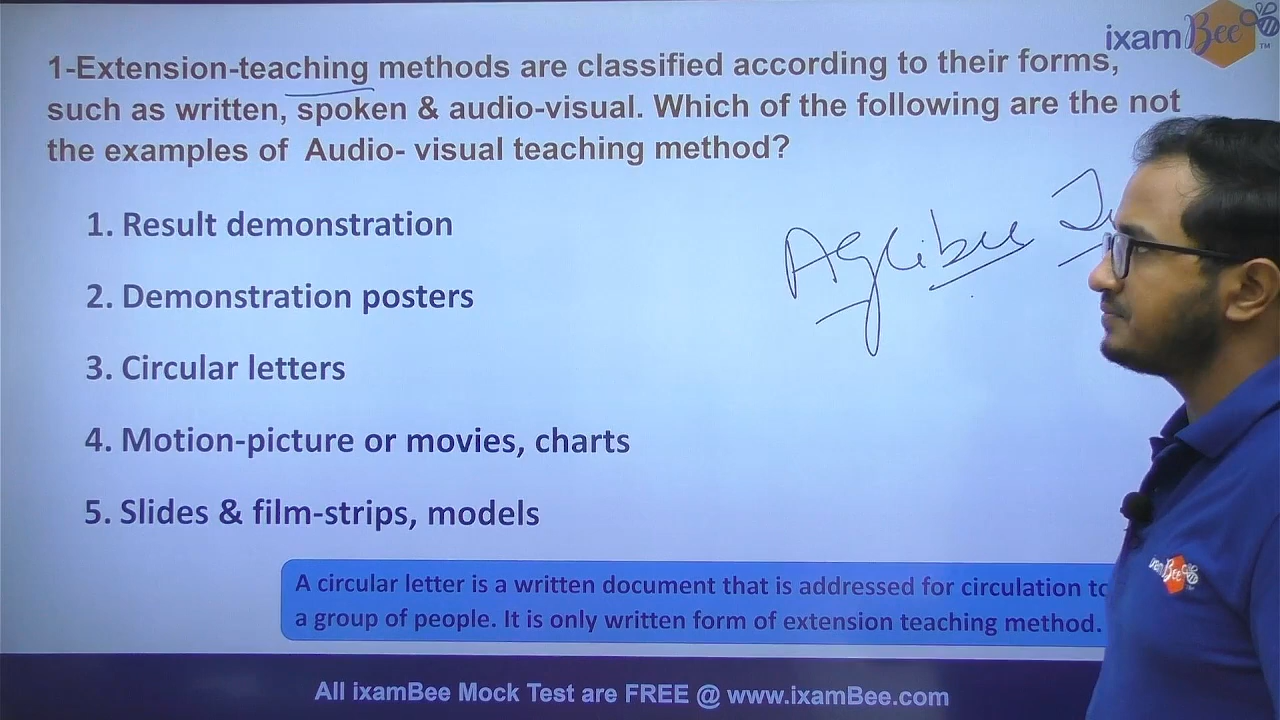 ixamBee™
1-Extension-teaching methods are classified according to their forms,
such as written, spoken & audio-visual. Which of the following are the not
the examples of Audio- visual teaching method?
1. Result demonstration
2. Demonstration posters
3. Circular letters
4. Motion-picture or movies, charts
5. Slides & film-strips, models
A circular letter is a written document that is addressed for circulation to
a group of people. It is only written form of extension teaching method.
ixamBee
All ixamBee Mock Test are FREE @ www.ixamBee.com